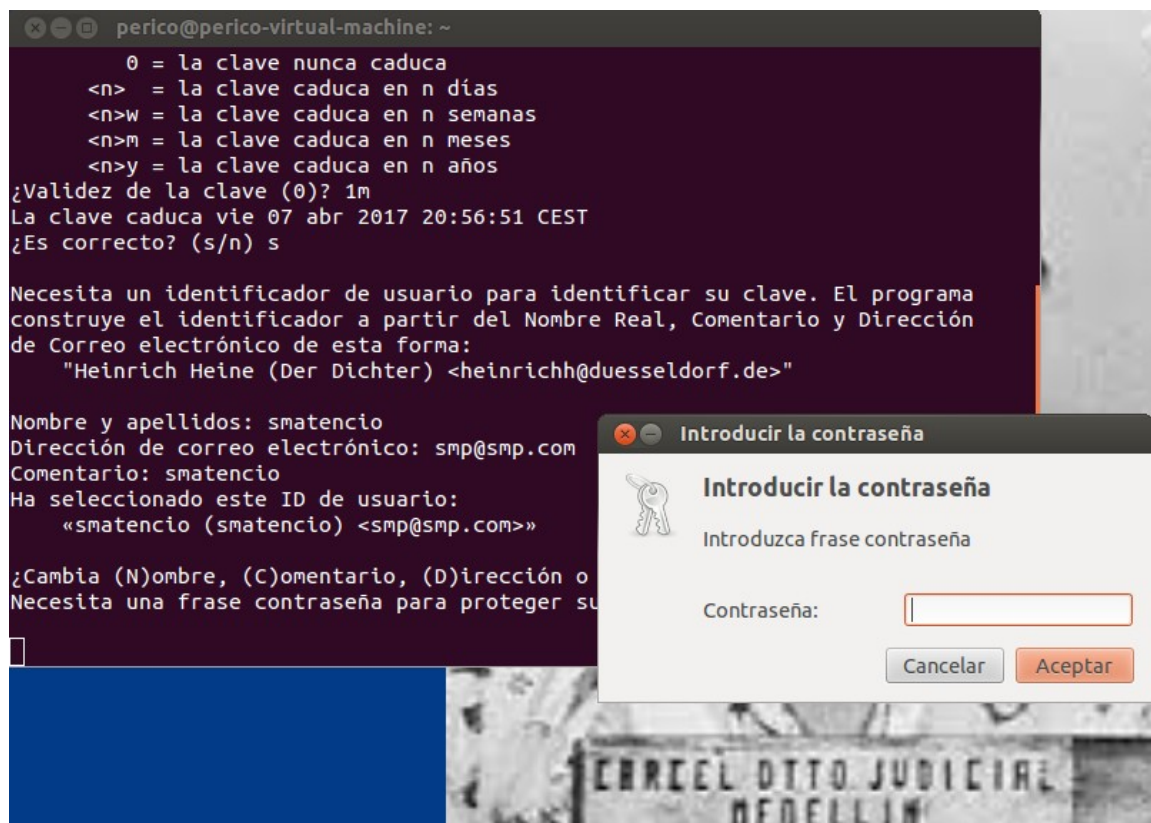 perico@perico-virtual-machine: ~
0 = la clave nunca caduca
<n>  = la clave caduca en n días
<n>w = la clave caduca en n semanas
<n>m = la clave caduca en n meses
<n>y = la clave caduca en n años
¿Validez de la clave (0)? 1m
La clave caduca vie 07 abr 2017 20:56:51 CEST
¿Es correcto? (s/n) s
Necesita un identificador de usuario para identificar su clave. El programa
construye el identificador a partir del Nombre Real, Comentario y Dirección
de Correo electrónico de esta forma:
"Heinrich Heine (Der Dichter) <heinrichh@duesseldorf.de>"
Nombre y apellidos: smatencio
Dirección de correo electrónico: smp@smp.com
Comentario: smatencio
Ha seleccionado este ID de usuario:
«smatencio (smatencio) <smp@smp.com>»
¿Cambia (N)ombre, (C)omentario, (D)irección o
Necesita una frase contraseña para proteger su
Introducir la contraseña
Introducir la contraseña
Introduzca frase contraseña
Contraseña:
Cancelar Aceptar
CARCEL DTTO JUDICIAL
MEDELLIN